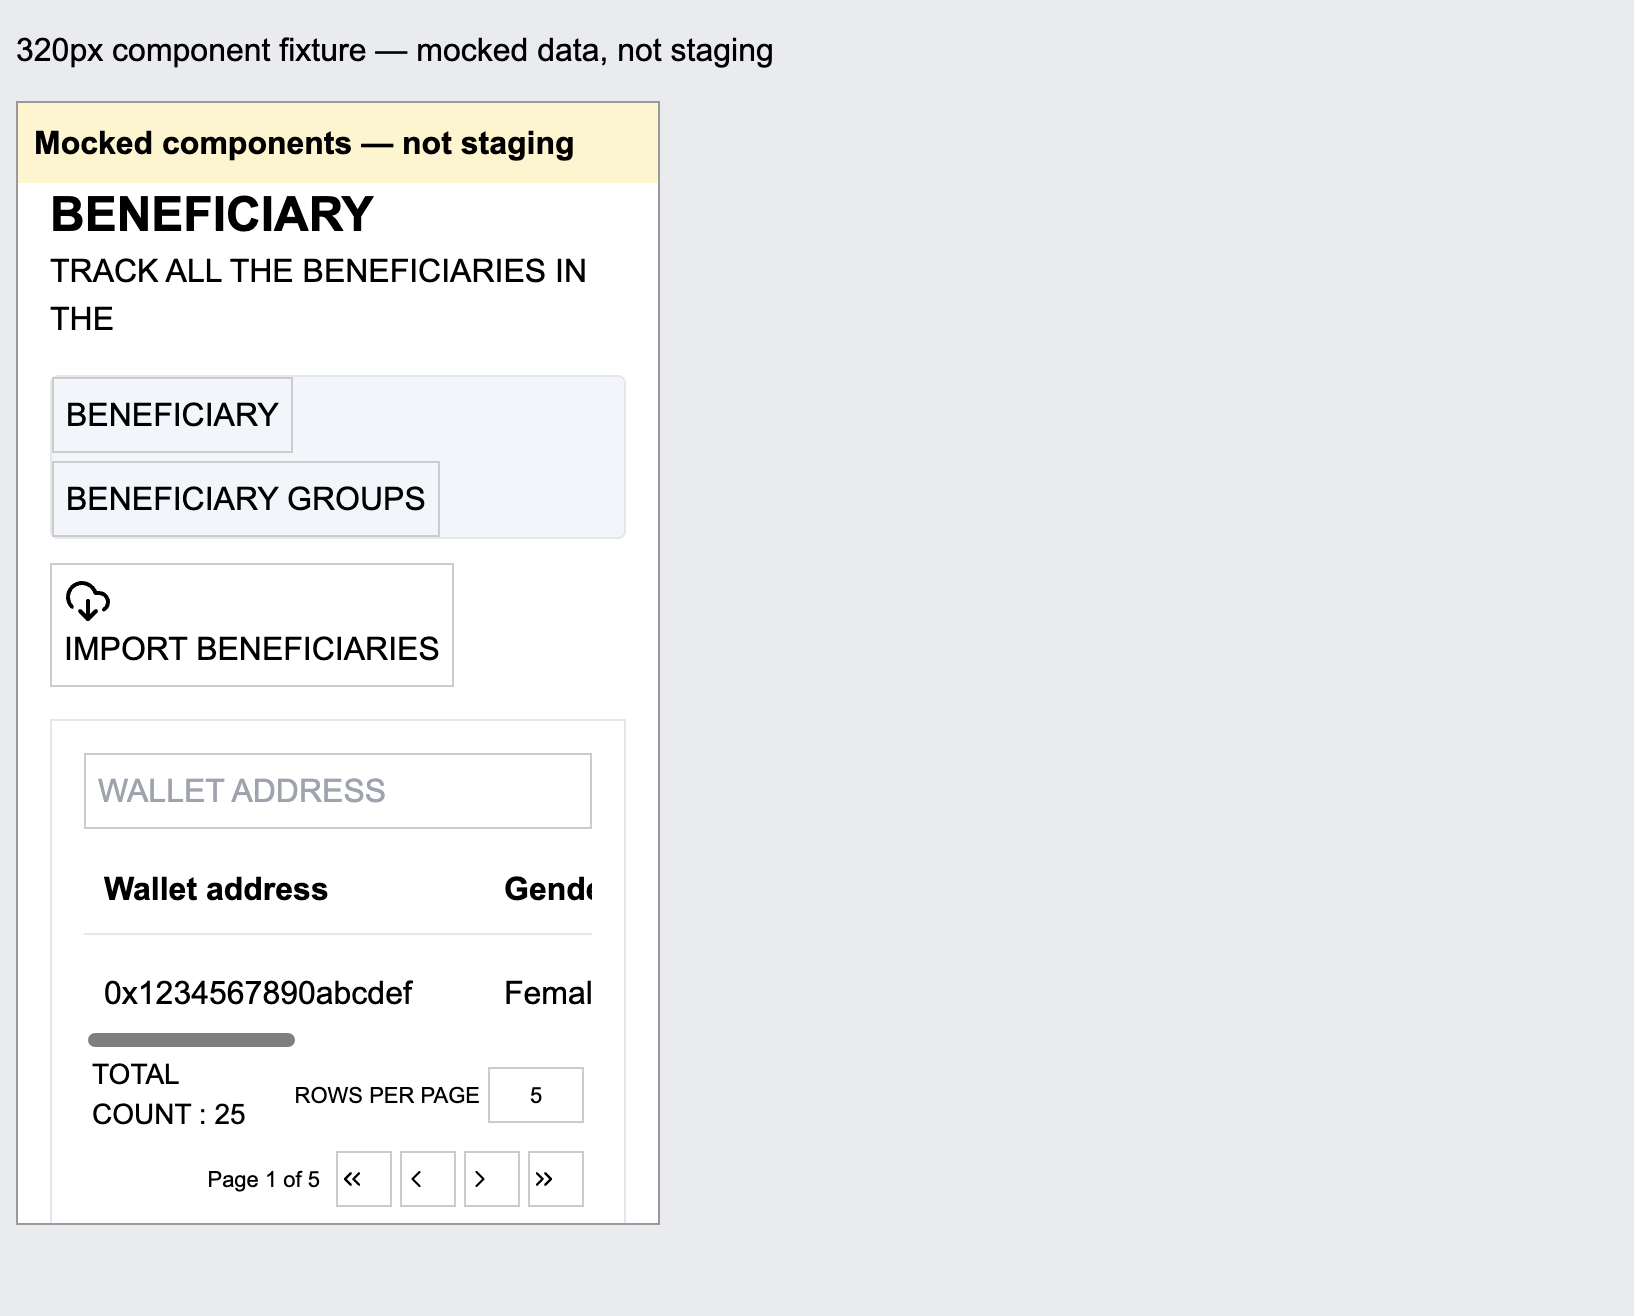 320px component fixture — mocked data, not staging
Mocked components — not staging
BENEFICIARY
TRACK ALL THE BENEFICIARIES IN
THE
BENEFICIARY
BENEFICIARY GROUPS
IMPORT BENEFICIARIES
WALLET ADDRESS
Wallet address Gende
0x1234567890abcdef Femal
TOTAL
COUNT : 25
ROWS PER PAGE 5
Page 1 of 5 « < > »